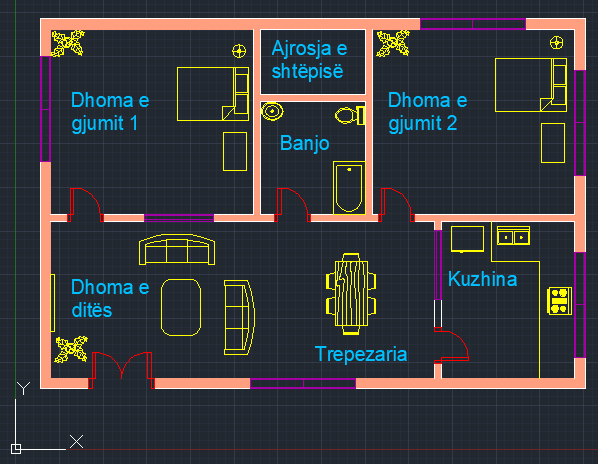 Ajrosja e
shtëpisë
Dhoma e
gjumit 1
Dhoma e
gjumit 2
Banjo
Dhoma e
ditës
Kuzhina
Trepezaria
Y
X